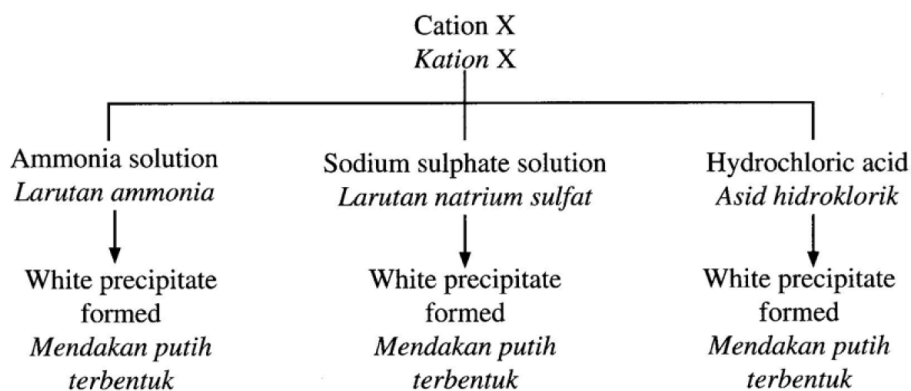 Cation X
Kation X
Ammonia solution
Larutan ammonia
Sodium sulphate solution
Larutan natrium sulfat
Hydrochloric acid
Asid hidroklorik
White precipitate
formed
Mendakan putih
terbentuk
White precipitate
formed
Mendakan putih
terbentuk
White precipitate
formed
Mendakan putih
terbentuk